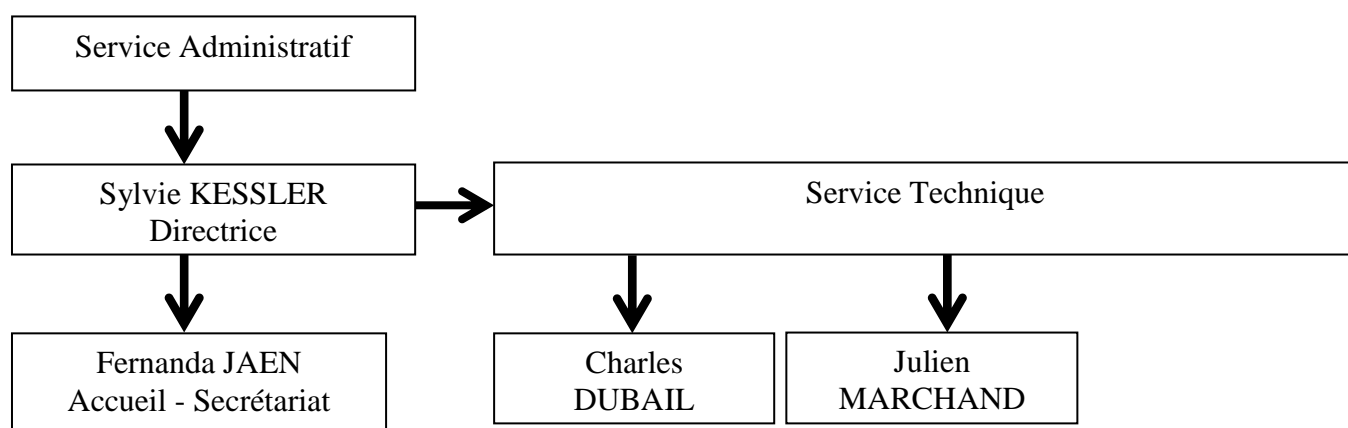 Service Administratif
Sylvie KESSLER
Directrice
Service Technique
Fernanda JAEN
Accueil - Secrétariat
Charles
DUBAIL
Julien
MARCHAND